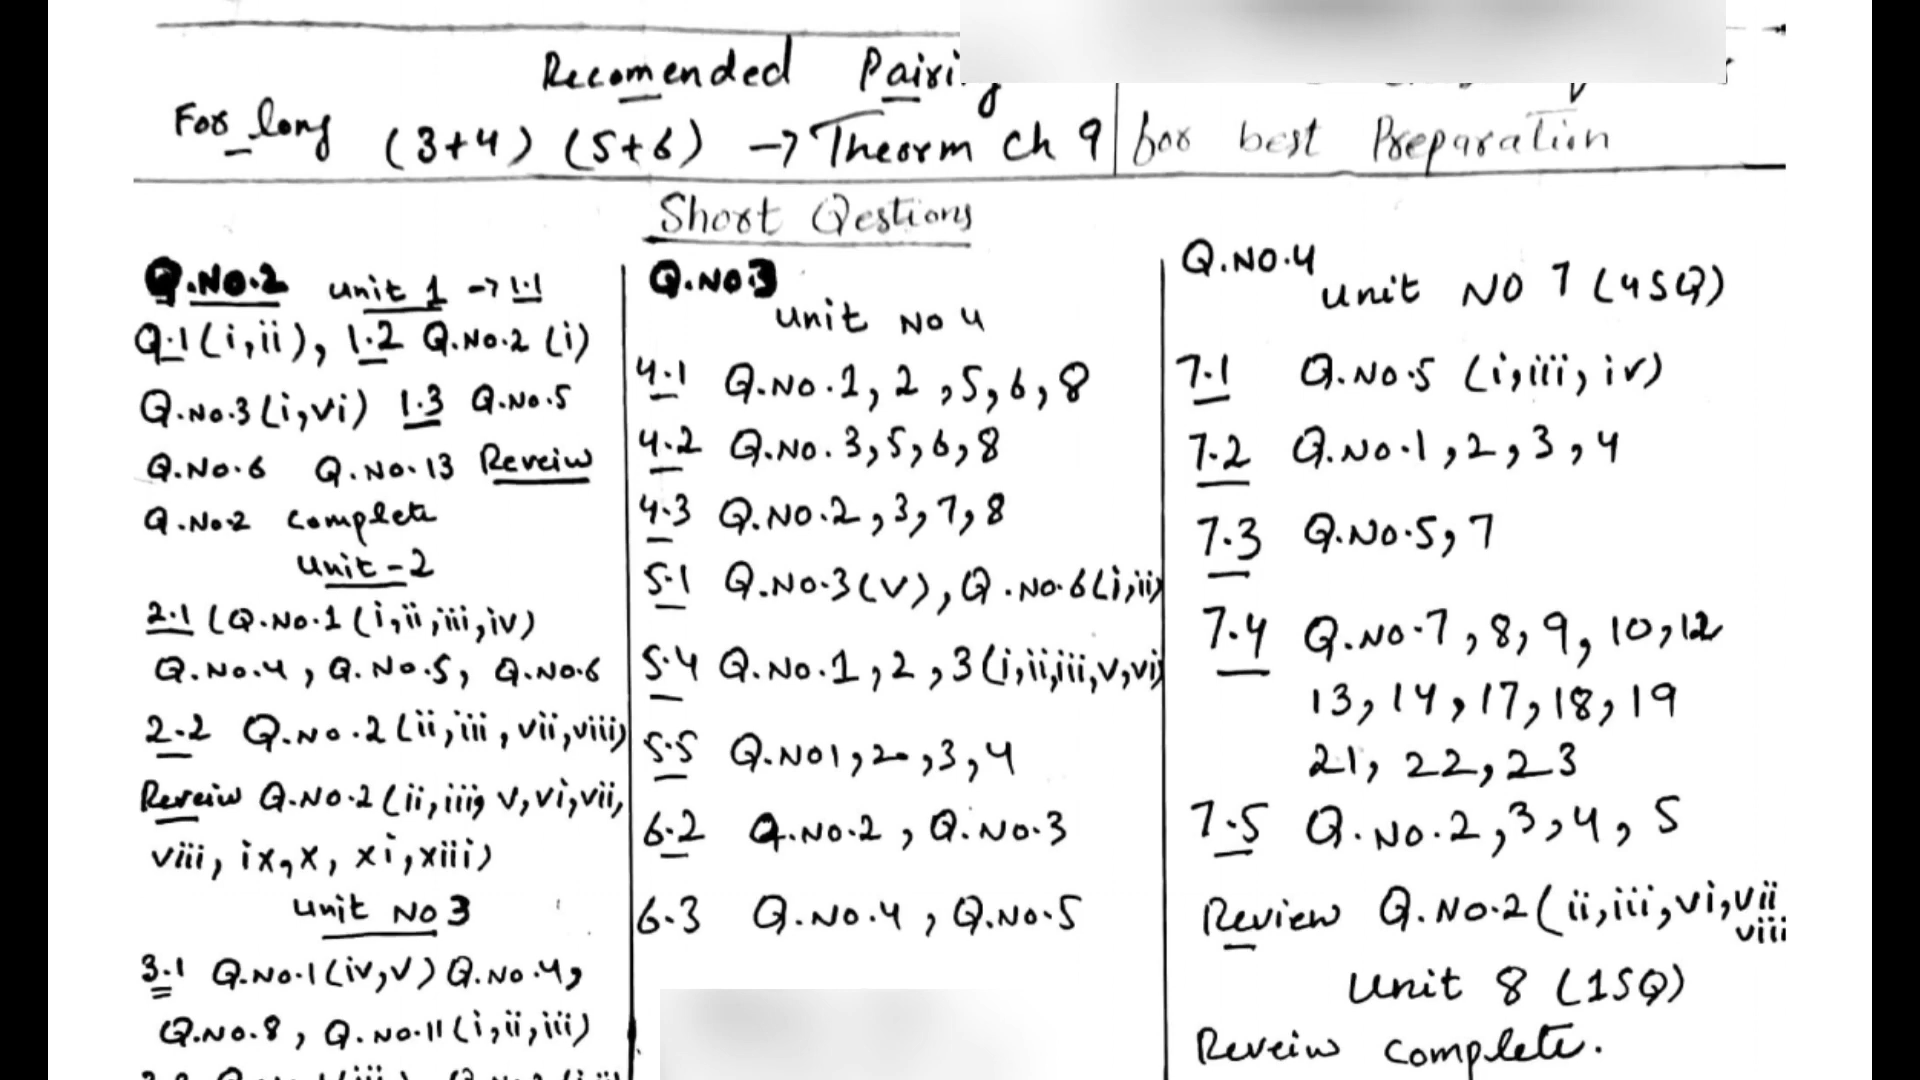 Recomended
For long (3+4) (5+6) → Theorm ch 9
for best Preparation
Short Qestions
Q.NO.2 unit 1 → 1.1
Q.1 (i,ii), 1.2 Q.No.2 (i)
Q.No.3 (i,vi) 1.3 Q.No.5
Q.No.6 Q.No.13 Reveiw
Q.No.2 complete
Unit-2
2.1 (Q.No.1 (i,ii,iii,iv)
Q.No.4, Q.No.5, Q.No.6
2.2 Q.No.2 (ii,iii,vii,viii)
Reveiw Q.No.2 (ii,iii, v,vi,vii,
viii, ix,x, xi,xiii)
Unit No 3
3.1 Q.No.1 (iv,v) Q.No.4,
Q.No.8, Q.No.11 (i,ii,iii)
Q.NO3
Unit No 4
4.1 Q.No.1, 2, 5, 6, 8
4.2 Q.No. 3, 5, 6, 8
4.3 Q.No.2, 3, 7, 8
5.1 Q.No.3 (v), Q.No.6 (i,ii)
5.4 Q.No.1, 2, 3 (i,ii,iii,v,vi)
5.5 Q.No1, 2, 3, 4
6.2 Q.No.2, Q.No.3
6.3 Q.No.4, Q.No.5
Q.No.4
Unit No 7 (4SQ)
7.1 Q.No.5 (i,iii,iv)
7.2 Q.No.1, 2, 3, 4
7.3 Q.No.5, 7
7.4 Q.No.7, 8, 9, 10, 12
13, 14, 17, 18, 19
21, 22, 23
7.5 Q.No.2, 3, 4, 5
Review Q.No.2 (ii,iii,vi,vii
viii
Unit 8 (1SQ)
Reveiw complete.